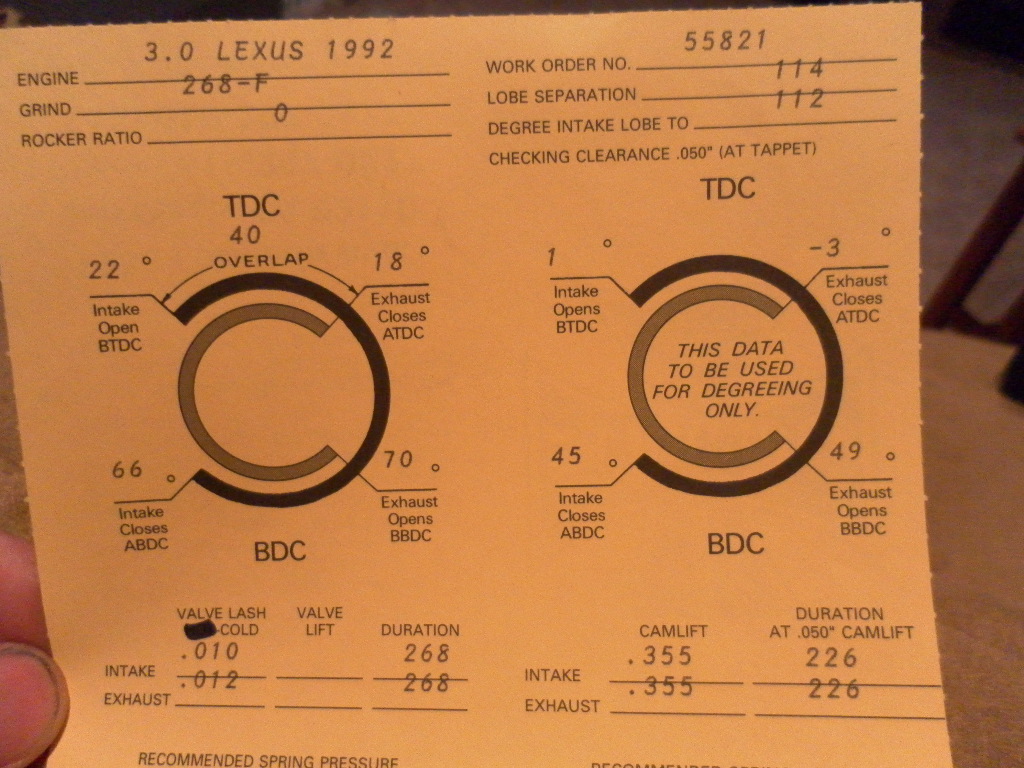 3.0 LEXUS 1992
ENGINE
268-F
GRIND
0
ROCKER RATIO
55821
WORK ORDER NO.
114
LOBE SEPARATION
112
DEGREE INTAKE LOBE TO
CHECKING CLEARANCE .050" (AT TAPPET)
TDC
40
OVERLAP
22 °
Intake
Open
BTDC
18 °
Exhaust
Closes
ATDC
66 °
Intake
Closes
ABDC
70 °
Exhaust
Opens
BBDC
BDC
TDC
1 °
Intake
Opens
BTDC
-3 °
Exhaust
Closes
ATDC
THIS DATA
TO BE USED
FOR DEGREEING
ONLY.
45 °
Intake
Closes
ABDC
49 °
Exhaust
Opens
BBDC
BDC
VALVE LASH VALVE
-COLD LIFT DURATION
.010 268
INTAKE
.012 268
EXHAUST
DURATION
CAMLIFT AT .050" CAMLIFT
.355 226
INTAKE
.355 226
EXHAUST
RECOMMENDED SPRING PRESSURE